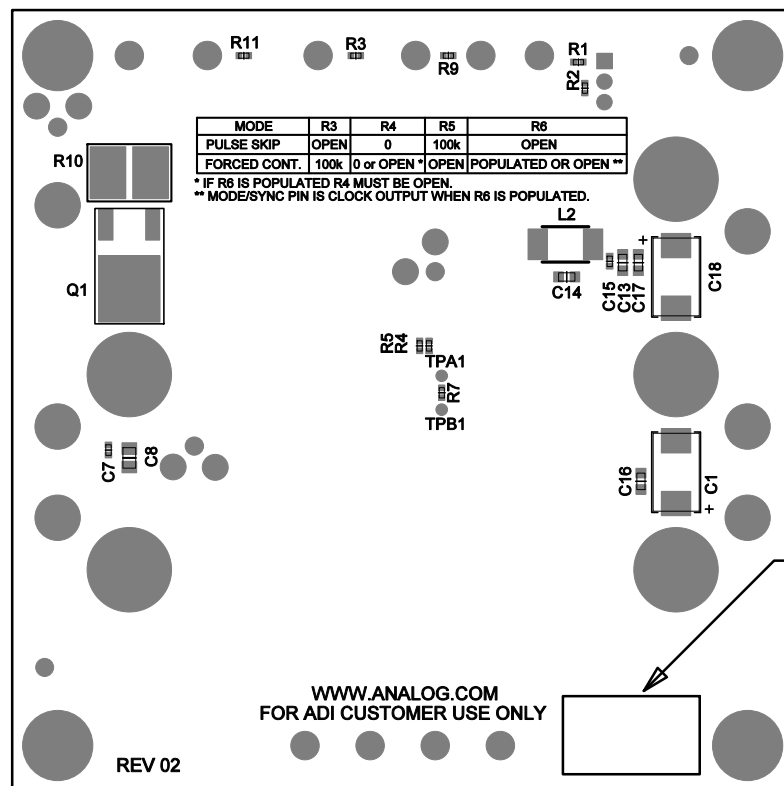 R11
R3
R9
R1
R2
MODE R3 R4 R5 R6
PULSE SKIP OPEN 0 100k OPEN
FORCED CONT. 100k 0 or OPEN * OPEN POPULATED OR OPEN **
* IF R6 IS POPULATED R4 MUST BE OPEN.
** MODE/SYNC PIN IS CLOCK OUTPUT WHEN R6 IS POPULATED.
R10
L2
+
Q1
C14
C15
C13
C17
C18
R5
R4
TPA1
R7
TPB1
C7
C8
C16
C1
+
WWW.ANALOG.COM
FOR ADI CUSTOMER USE ONLY
REV 02